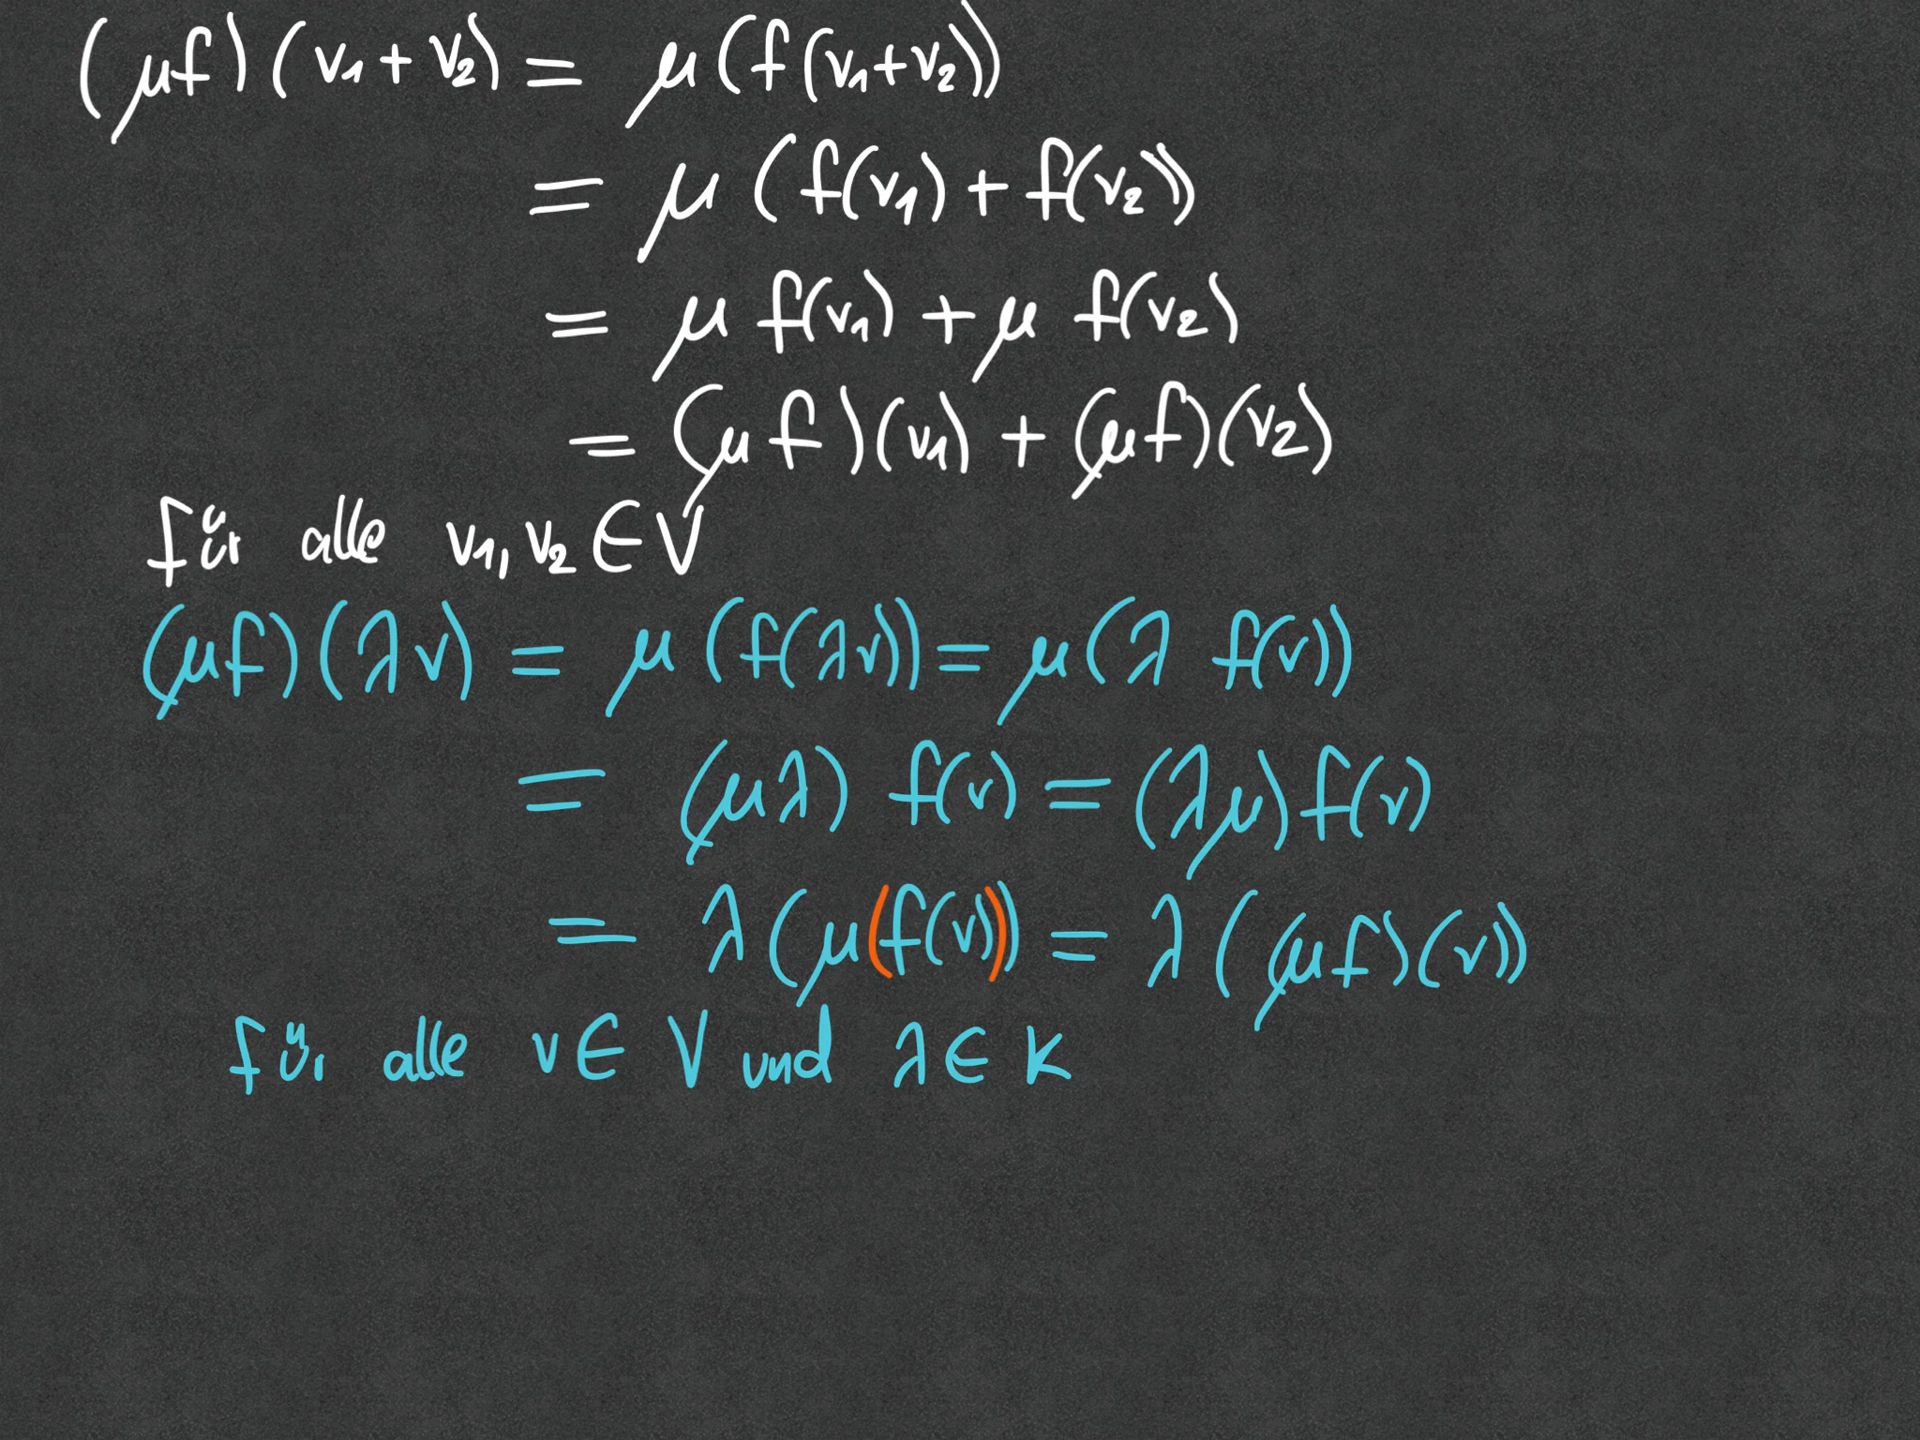 (μf)(v₁+v₂) = μ(f(v₁+v₂))
= μ(f(v₁)+f(v₂))
= μ f(v₁) + μ f(v₂)
= (μf)(v₁) + (μf)(v₂)
für alle v₁, v₂ ∈ V
(μf)(λv) = μ(f(λv)) = μ(λ f(v))
= (μλ) f(v) = (λμ) f(v)
= λ(μ(f(v))) = λ((μf)(v))
für alle v ∈ V und λ ∈ K